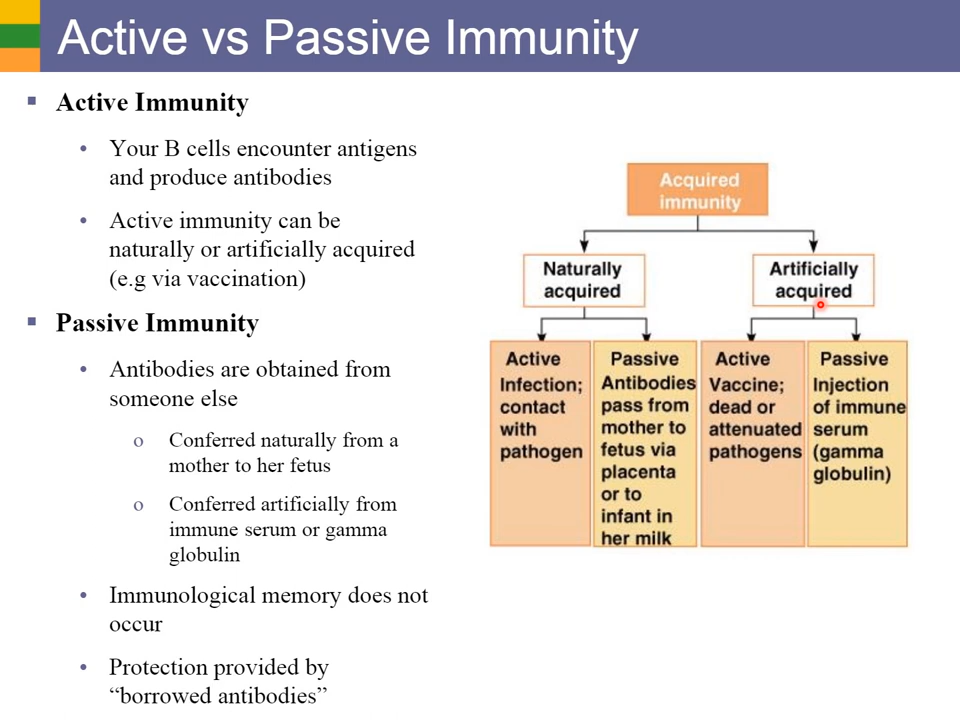 Active vs Passive Immunity
Active Immunity
Your B cells encounter antigens
and produce antibodies
Active immunity can be
naturally or artificially acquired
(e.g via vaccination)
Passive Immunity
Antibodies are obtained from
someone else
Conferred naturally from a
mother to her fetus
Conferred artificially from
immune serum or gamma
globulin
Immunological memory does not
occur
Protection provided by
“borrowed antibodies”
Acquired
immunity
Naturally
acquired
Artificially
acquired
Active
Infection;
contact
with
pathogen
Passive
Antibodies
pass from
mother to
fetus via
placenta
or to
infant in
her milk
Active
Vaccine;
dead or
attenuated
pathogens
Passive
Injection
of immune
serum
(gamma
globulin)